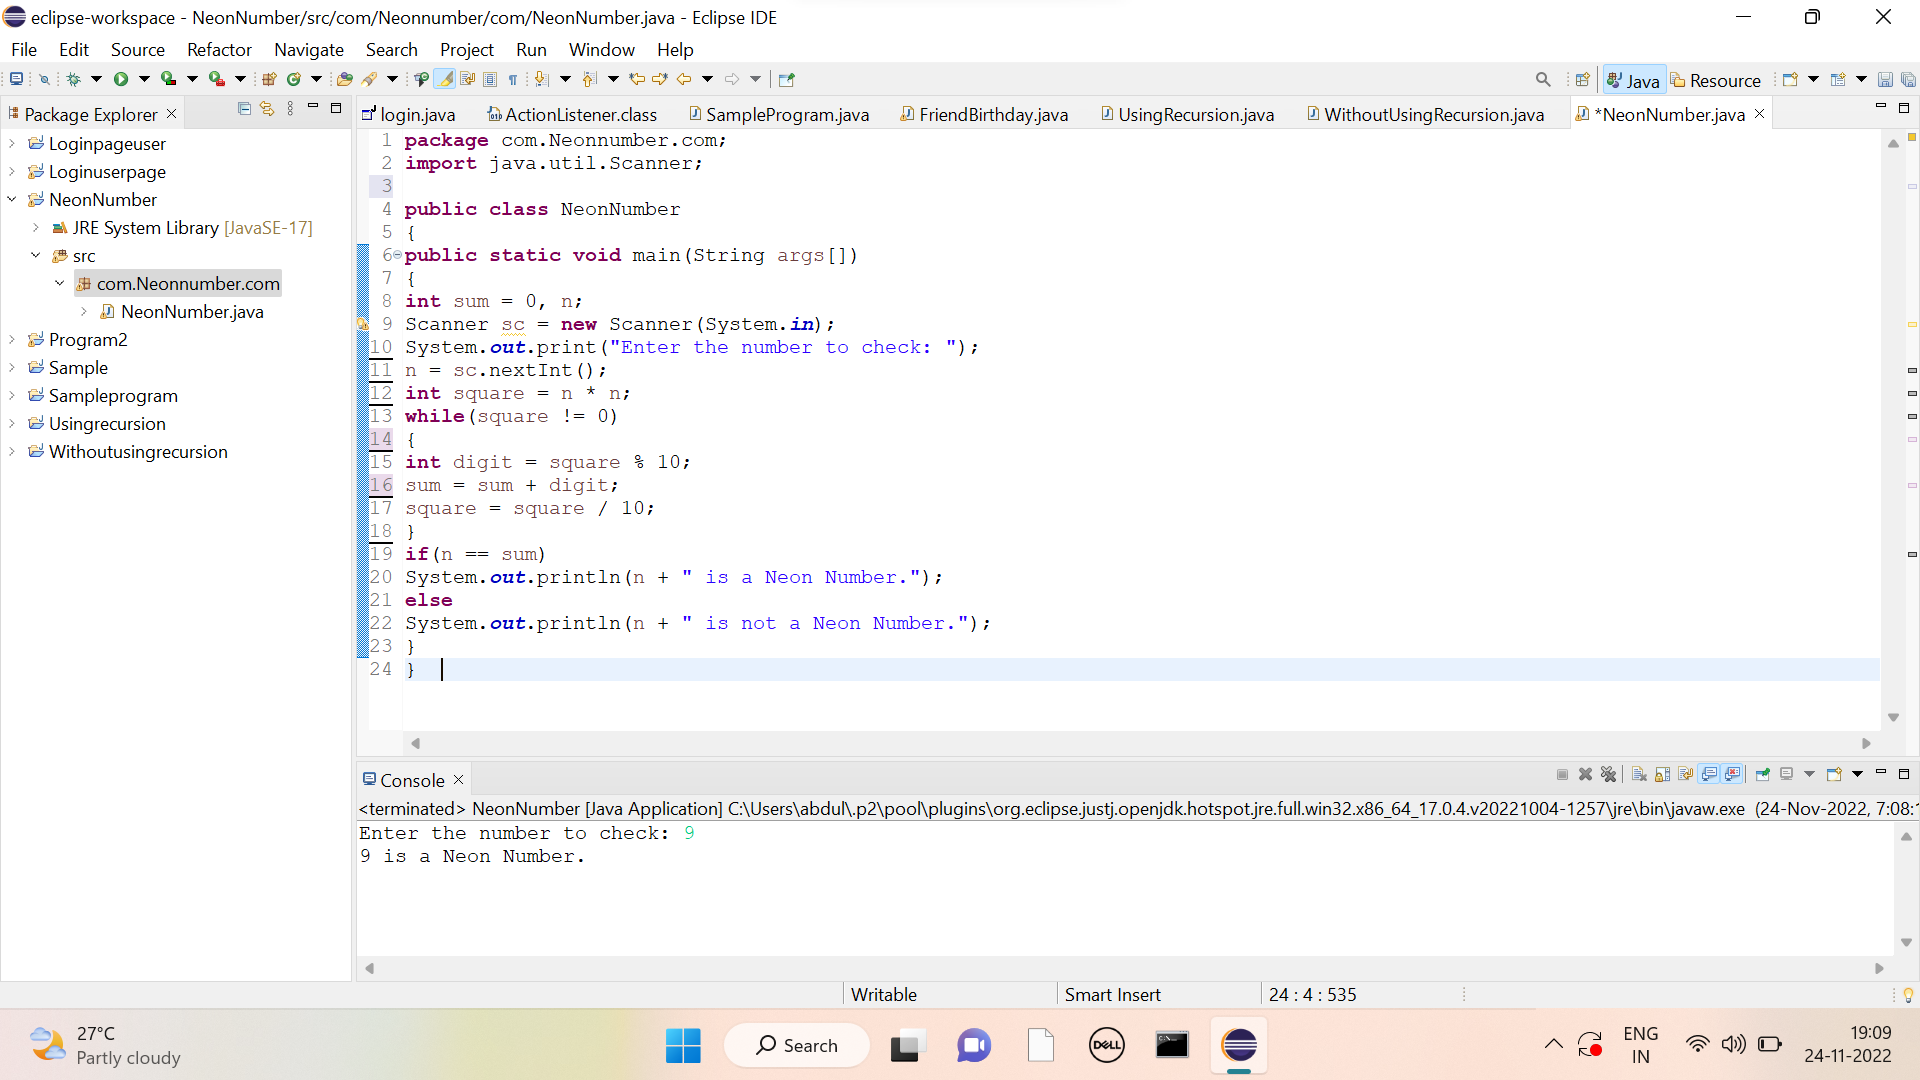 eclipse-workspace - NeonNumber/src/com/Neonnumber/com/NeonNumber.java - Eclipse IDE
File Edit Source Refactor Navigate Search Project Run Window Help
Java Resource
Package Explorer
login.java ActionListener.class SampleProgram.java FriendBirthday.java UsingRecursion.java WithoutUsingRecursion.java *NeonNumber.java
Loginpageuser
Loginuserpage
NeonNumber
JRE System Library [JavaSE-17]
src
com.Neonnumber.com
NeonNumber.java
Program2
Sample
Sampleprogram
Usingrecursion
Withoutusingrecursion
1 package com.Neonnumber.com;
2 import java.util.Scanner;
3
4 public class NeonNumber
5 {
6 public static void main(String args[])
7 {
8 int sum = 0, n;
9 Scanner sc = new Scanner(System.in);
10 System.out.print("Enter the number to check: ");
11 n = sc.nextInt();
12 int square = n * n;
13 while(square != 0)
14 {
15 int digit = square % 10;
16 sum = sum + digit;
17 square = square / 10;
18 }
19 if(n == sum)
20 System.out.println(n + " is a Neon Number.");
21 else
22 System.out.println(n + " is not a Neon Number.");
23 }
24 }
Console
<terminated> NeonNumber [Java Application] C:\Users\abdul\.p2\pool\plugins\org.eclipse.justj.openjdk.hotspot.jre.full.win32.x86_64_17.0.4.v20221004-1257\jre\bin\javaw.exe (24-Nov-2022, 7:08:
Enter the number to check: 9
9 is a Neon Number.
Writable Smart Insert 24 : 4 : 535
27°C
Partly cloudy
Search
DELL
ENG
IN
19:09
24-11-2022